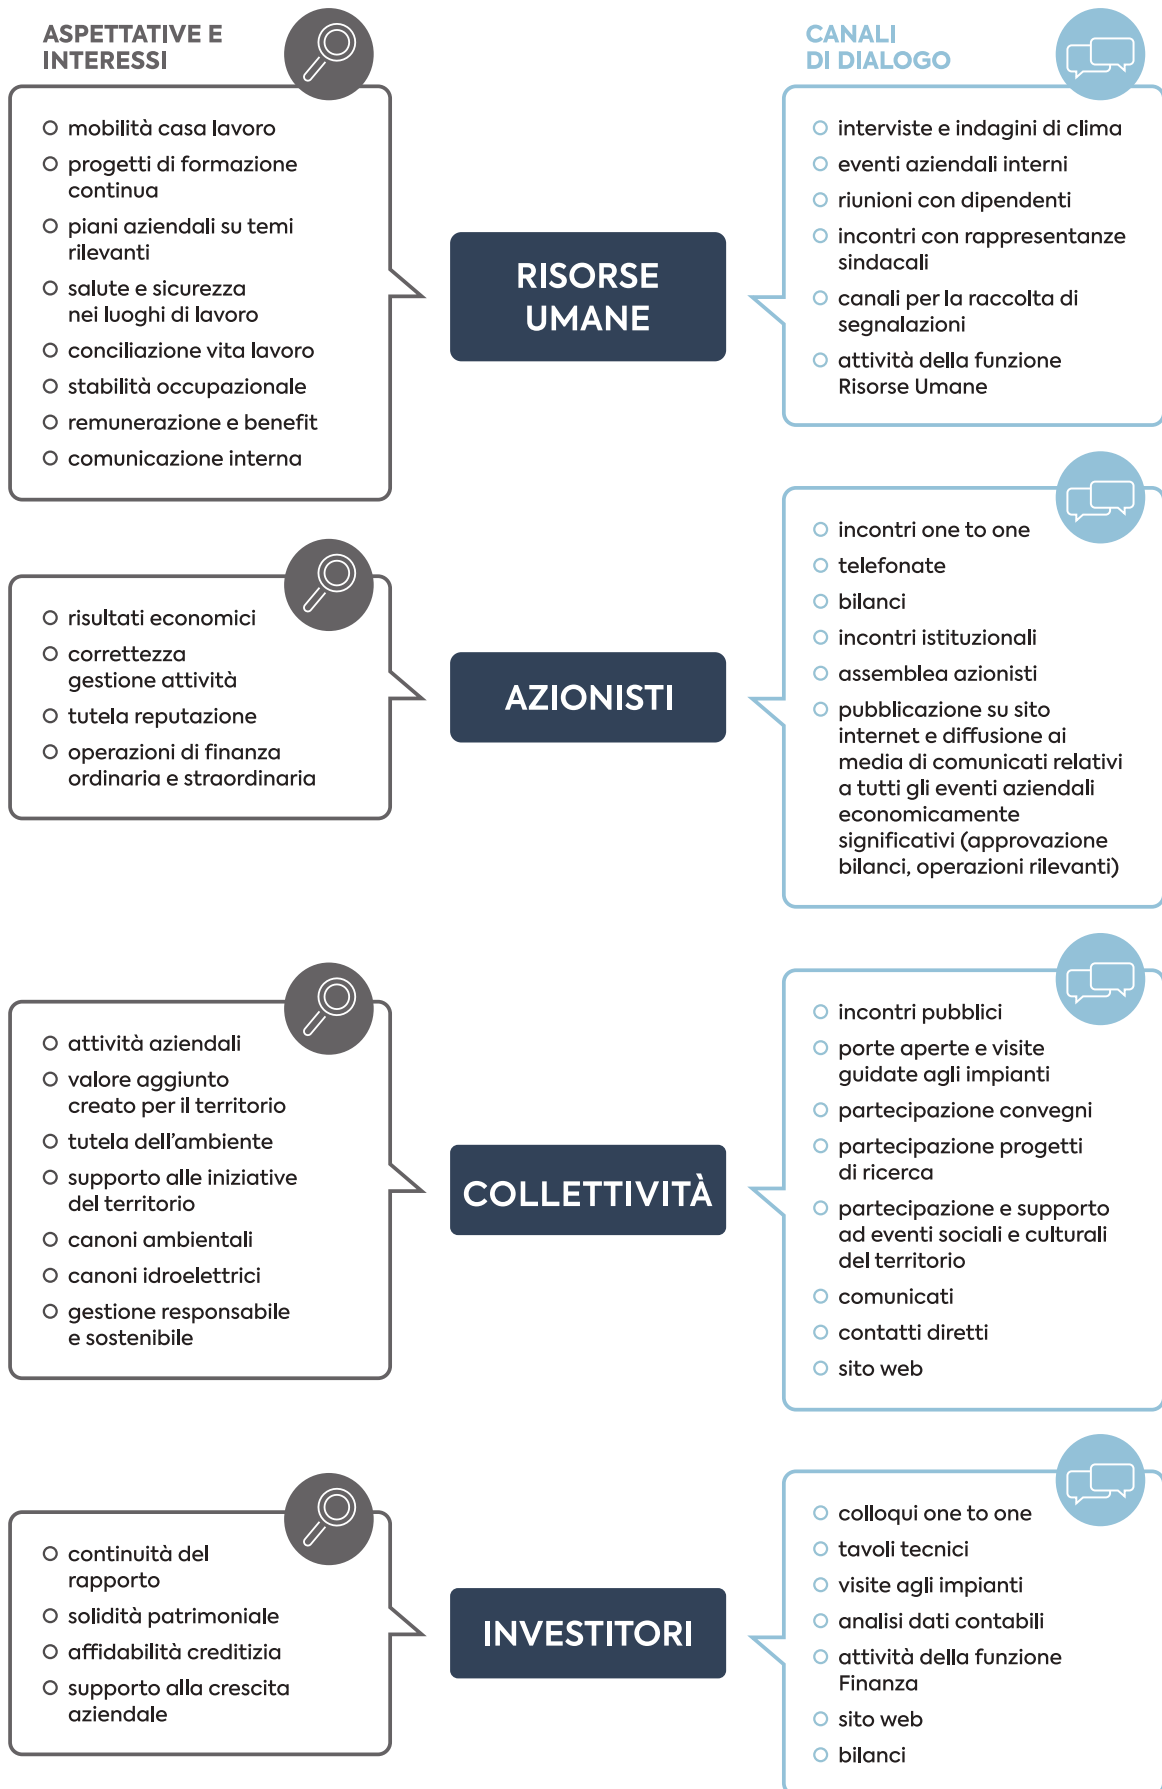 ASPETTATIVE E
INTERESSI
CANALI
DI DIALOGO
mobilità casa lavoro
progetti di formazione
continua
piani aziendali su temi
rilevanti
salute e sicurezza
nei luoghi di lavoro
conciliazione vita lavoro
stabilità occupazionale
remunerazione e benefit
comunicazione interna
RISORSE
UMANE
interviste e indagini di clima
eventi aziendali interni
riunioni con dipendenti
incontri con rappresentanze
sindacali
canali per la raccolta di
segnalazioni
attività della funzione
Risorse Umane
risultati economici
correttezza
gestione attività
tutela reputazione
operazioni di finanza
ordinaria e straordinaria
AZIONISTI
incontri one to one
telefonate
bilanci
incontri istituzionali
assemblea azionisti
pubblicazione su sito
internet e diffusione ai
media di comunicati relativi
a tutti gli eventi aziendali
economicamente
significativi (approvazione
bilanci, operazioni rilevanti)
attività aziendali
valore aggiunto
creato per il territorio
tutela dell'ambiente
supporto alle iniziative
del territorio
canoni ambientali
canoni idroelettrici
gestione responsabile
e sostenibile
COLLETTIVITÀ
incontri pubblici
porte aperte e visite
guidate agli impianti
partecipazione convegni
partecipazione progetti
di ricerca
partecipazione e supporto
ad eventi sociali e culturali
del territorio
comunicati
contatti diretti
sito web
continuità del
rapporto
solidità patrimoniale
affidabilità creditizia
supporto alla crescita
aziendale
INVESTITORI
colloqui one to one
tavoli tecnici
visite agli impianti
analisi dati contabili
attività della funzione
Finanza
sito web
bilanci